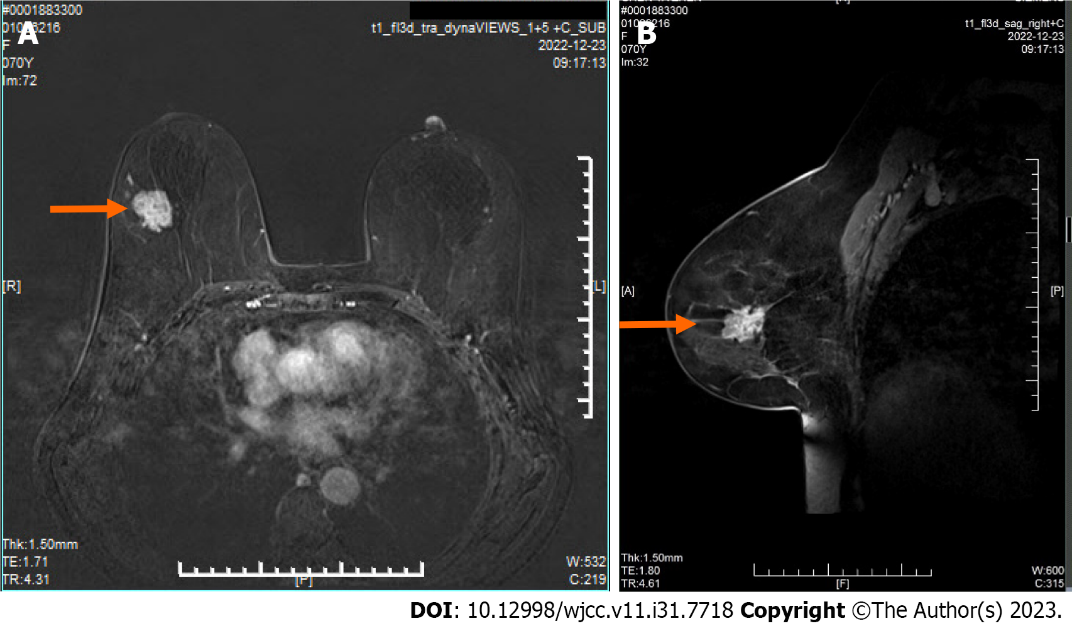 #0001883300
A
F
070Y
Im:72
t1_fl3d_tra_dynaVIEWS_1+5 +C_SUB
2022-12-23
09:17:13
[R]
[L]
Thk:1.50mm
TE:1.71
TR:4.31
[P]
W:532
C:219
#0001883300
B
F
070Y
Im:32
t1_fl3d_sag_right+C
2022-12-23
09:17:13
[A]
[P]
Thk:1.50mm
TE:1.80
TR:4.61
[F]
W:600
C:315
DOI: 10.12998/wjcc.v11.i31.7718 Copyright ©The Author(s) 2023.